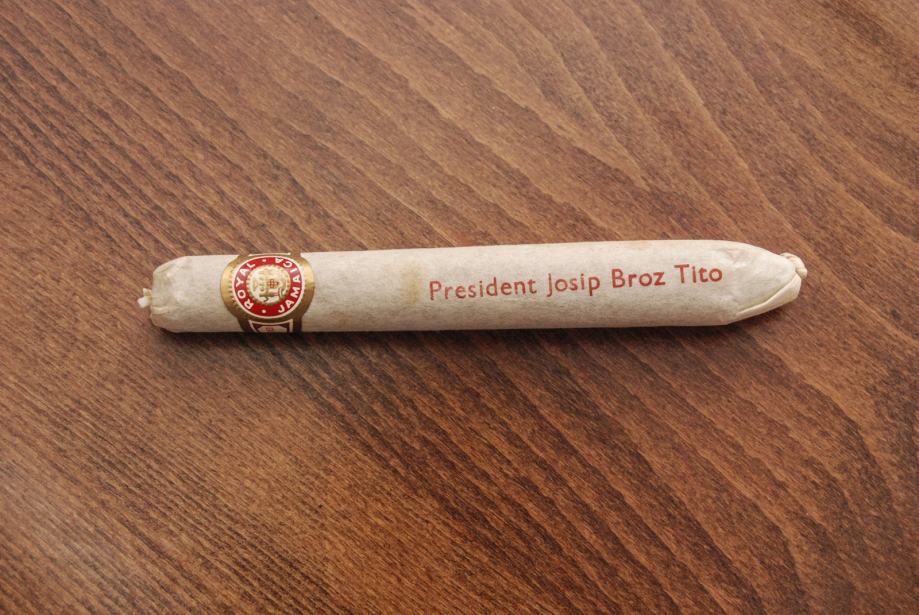 ROYAL · JAMAICA ·
President Josip Broz Tito